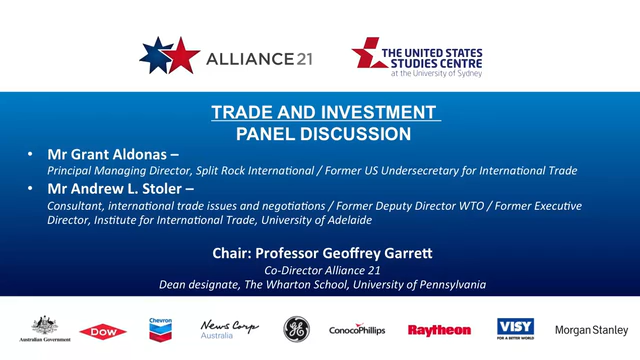 ALLIANCE 21
THE UNITED STATES
STUDIES CENTRE
at the University of Sydney
TRADE AND INVESTMENT
PANEL DISCUSSION
• Mr Grant Aldonas –
Principal Managing Director, Split Rock International / Former US Undersecretary for International Trade
• Mr Andrew L. Stoler –
Consultant, international trade issues and negotiations / Former Deputy Director WTO / Former Executive
Director, Institute for International Trade, University of Adelaide
Chair: Professor Geoffrey Garrett
Co-Director Alliance 21
Dean designate, The Wharton School, University of Pennsylvania
Australian Government
DOW
Chevron
News Corp
Australia
GE
ConocoPhillips
Raytheon
VISY
FOR A BETTER WORLD
Morgan Stanley